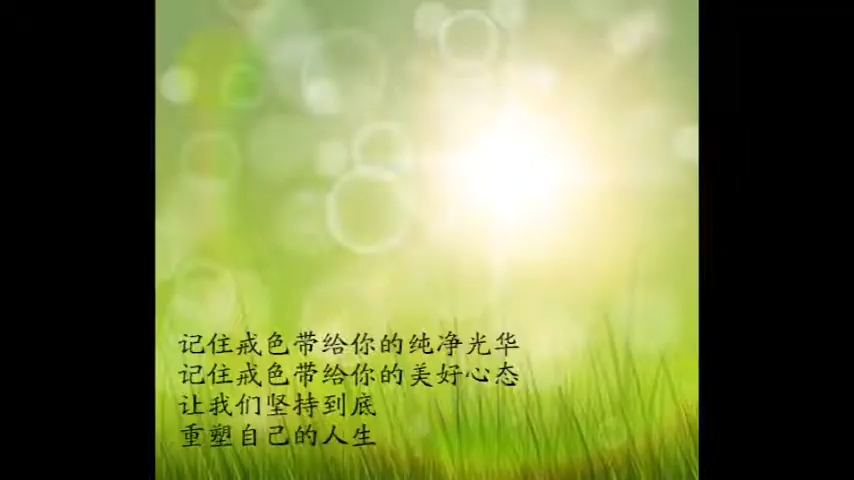 记住戒色带给你的纯净光华
记住戒色带给你的美好心态
让我们坚持到底
重塑自己的人生